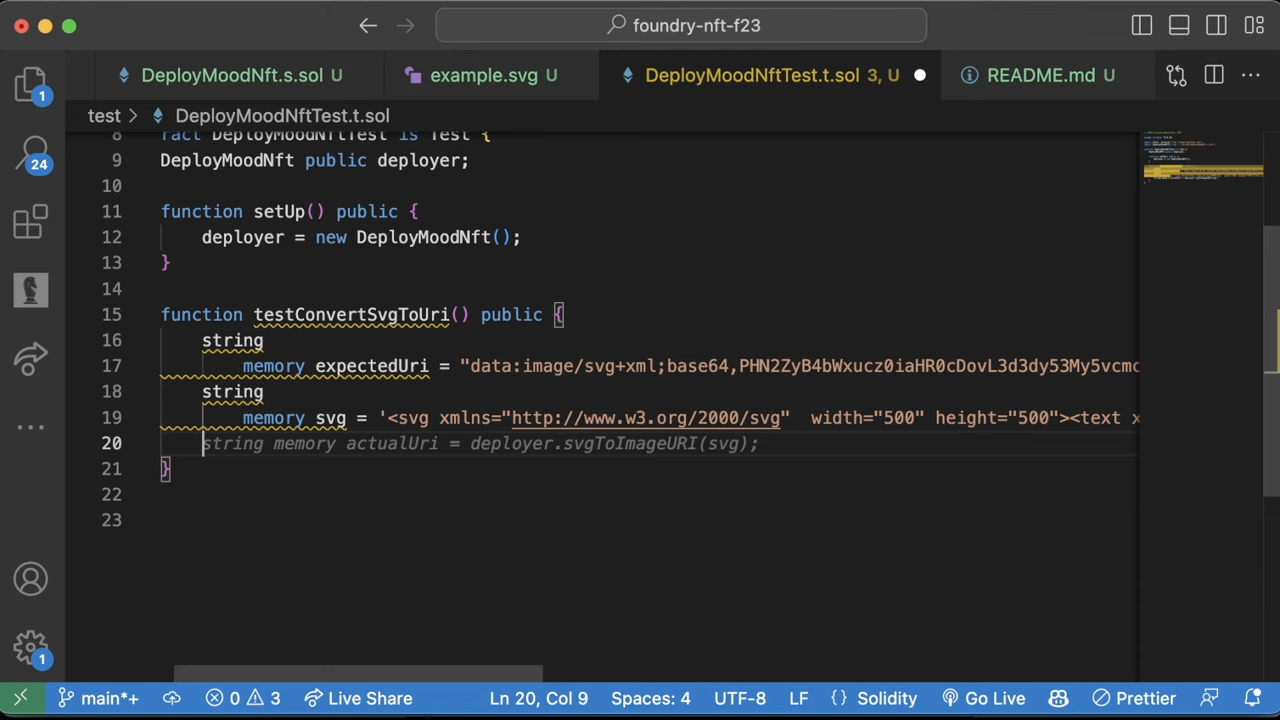 foundry-nft-f23
DeployMoodNft.s.sol U
example.svg U
DeployMoodNftTest.t.sol 3, U
README.md U
1
test > DeployMoodNftTest.t.sol
8 ract DeployMoodNftTest is Test {
9 DeployMoodNft public deployer;
24
10
11 function setUp() public {
12 deployer = new DeployMoodNft();
13 }
14
15 function testConvertSvgToUri() public {
16 string
17 memory expectedUri = "data:image/svg+xml;base64,PHN2ZyB4bWxucz0iaHR0cDovL3d3dy53My5vcmc
18 string
19 memory svg = '<svg xmlns="http://www.w3.org/2000/svg"  width="500" height="500"><text x
20 string memory actualUri = deployer.svgToImageURI(svg);
21 }
22
23
1
main*+ 0 3 Live Share Ln 20, Col 9 Spaces: 4 UTF-8 LF {} Solidity Go Live Prettier